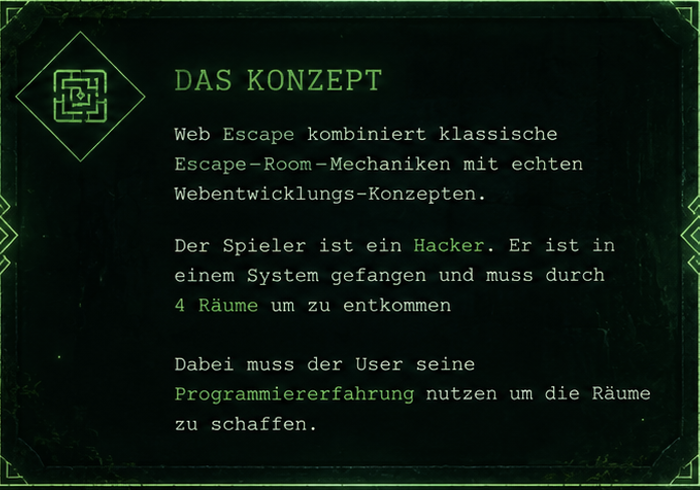 DAS KONZEPT
Web Escape kombiniert klassische
Escape-Room-Mechaniken mit echten
Webentwicklungs-Konzepten.
Der Spieler ist ein Hacker. Er ist in
einem System gefangen und muss durch
4 Räume um zu entkommen
Dabei muss der User seine
Programmiererfahrung nutzen um die Räume
zu schaffen.